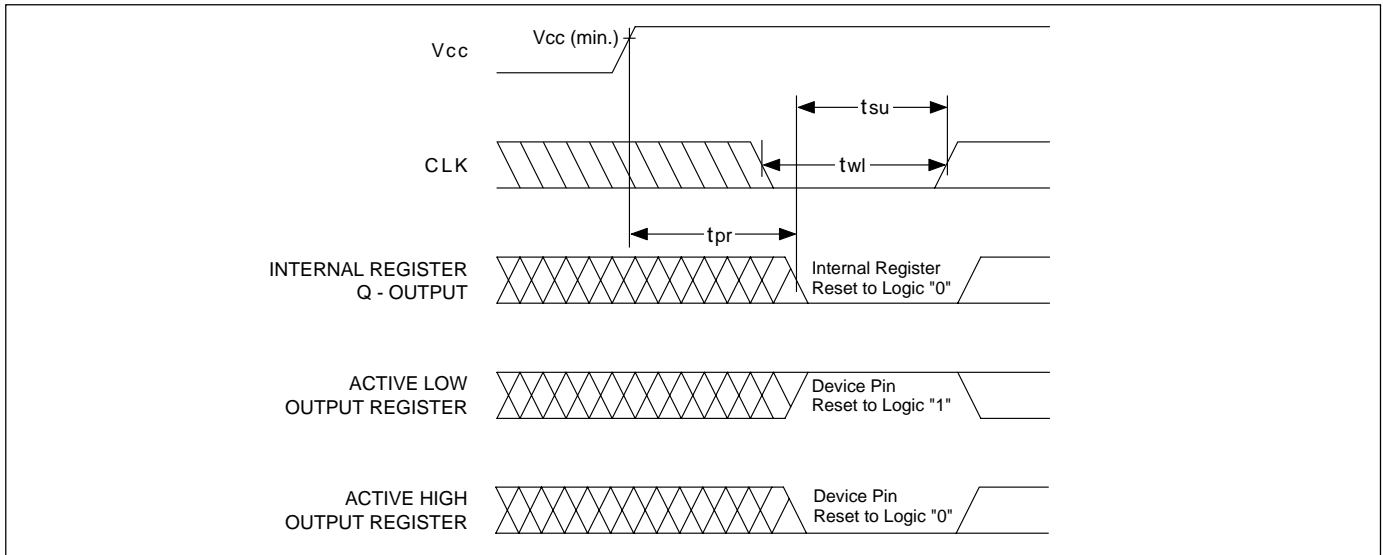 Vcc
Vcc (min.)
tsu
CLK
twl
tpr
INTERNAL REGISTER
Q - OUTPUT
Internal Register
Reset to Logic "0"
ACTIVE LOW
OUTPUT REGISTER
Device Pin
Reset to Logic "1"
ACTIVE HIGH
OUTPUT REGISTER
Device Pin
Reset to Logic "0"